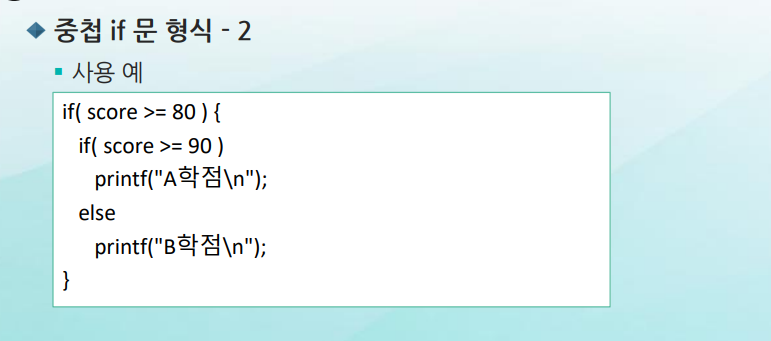 중첩 if 문 형식 - 2
사용 예
if( score >= 80 ) {
if( score >= 90 )
printf("A학점\n");
else
printf("B학점\n");
}